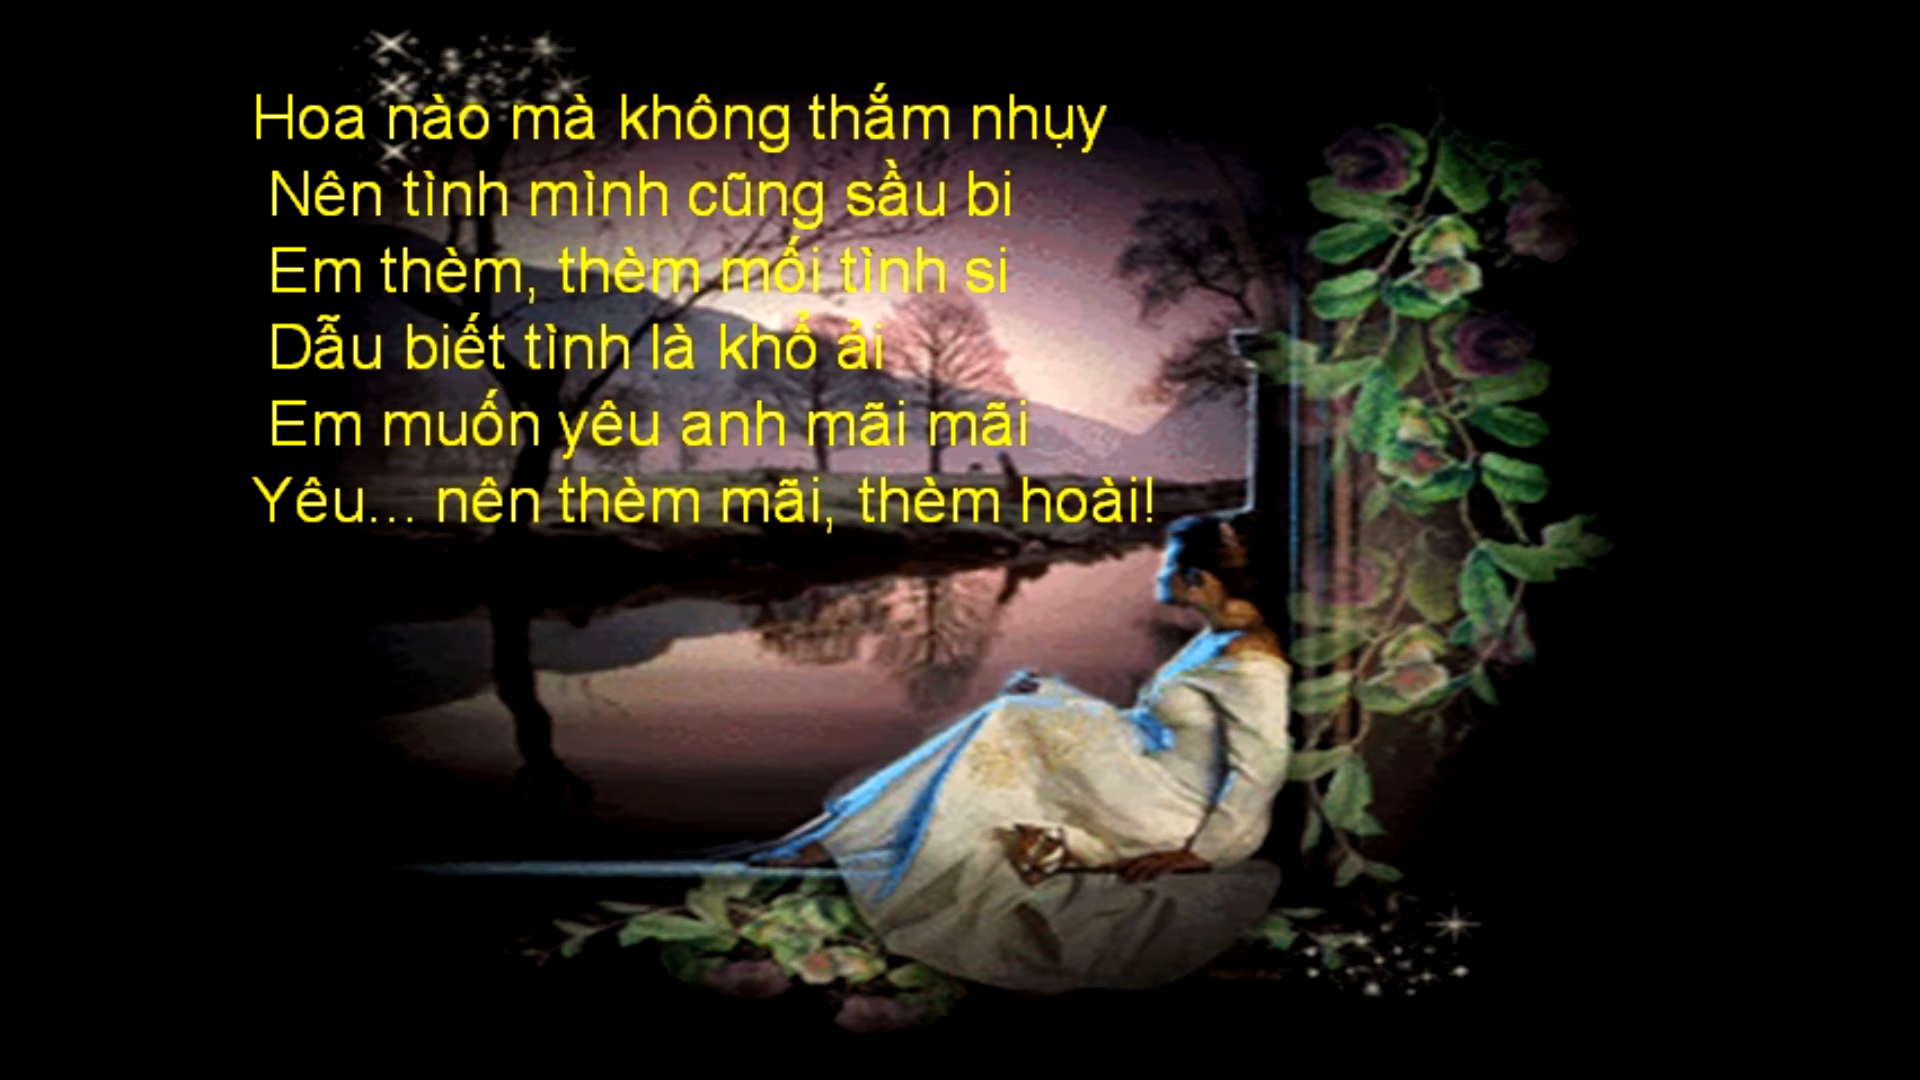 Hoa nào mà không thắm nhụy
Nên tình mình cũng sầu bi
Em thèm, thèm mối tình si
Dẫu biết tình là khổ ải
Em muốn yêu anh mãi mãi
Yêu... nên thèm mãi, thèm hoài!